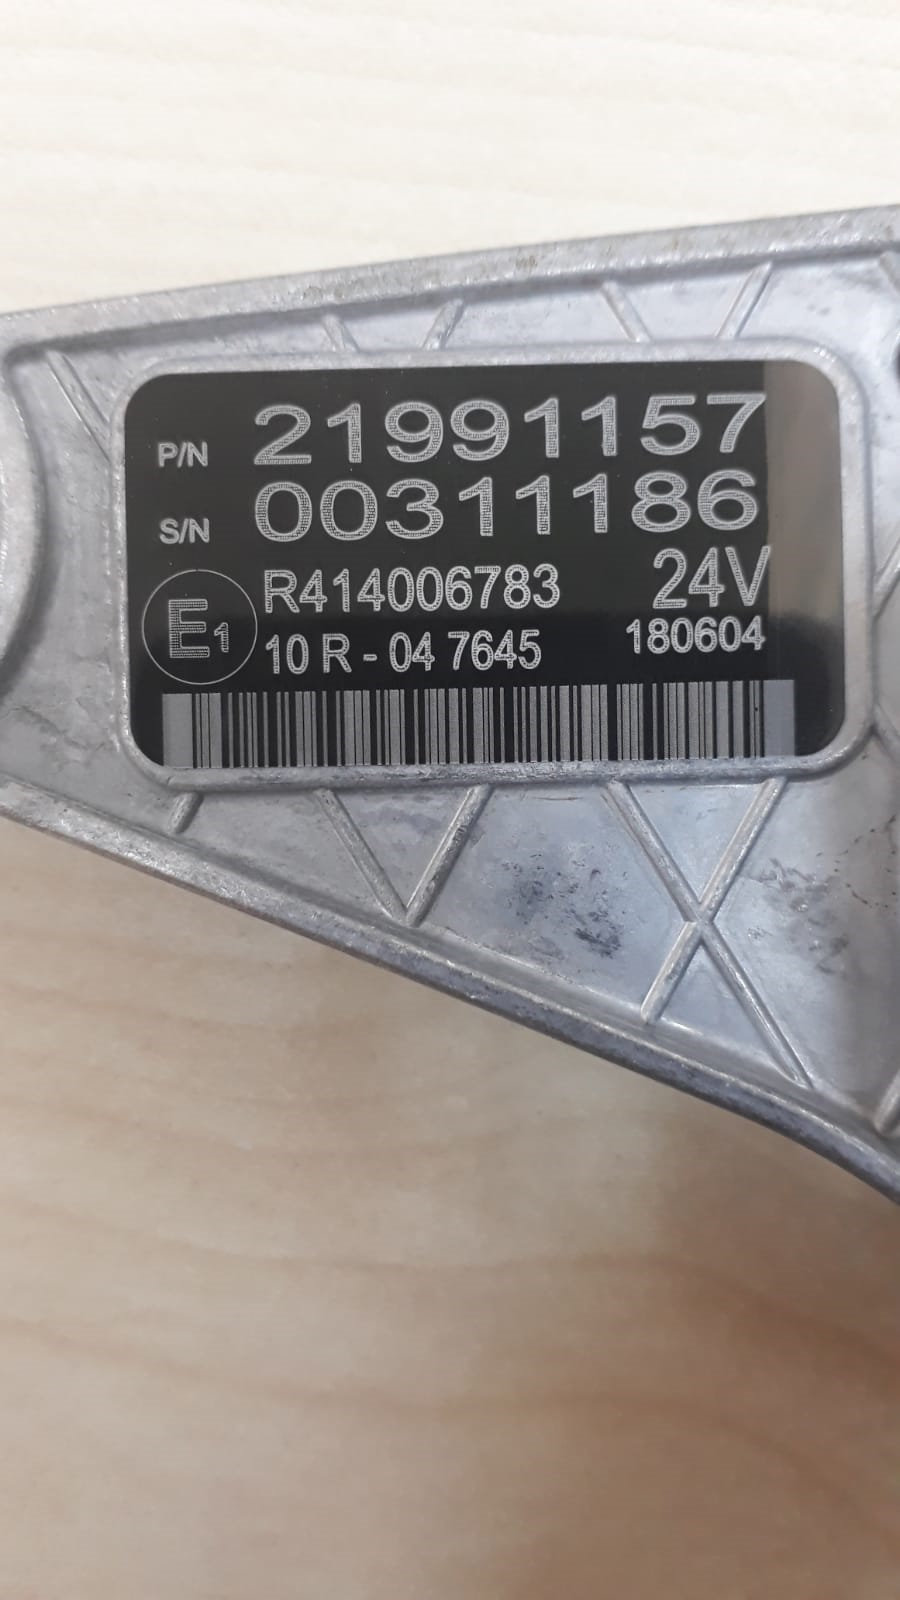 P/N 21991157
S/N 00311186
R414006783 24V
E1 10 R - 04 7645 180604